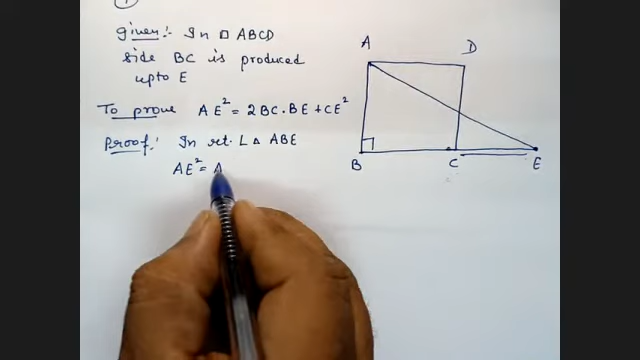 1
given:- In □ ABCD
side BC is produced
upto E
To prove AE² = 2BC·BE + CE²
Proof:- In rt. L △ ABE
AE² = A
A
D
B
C
E